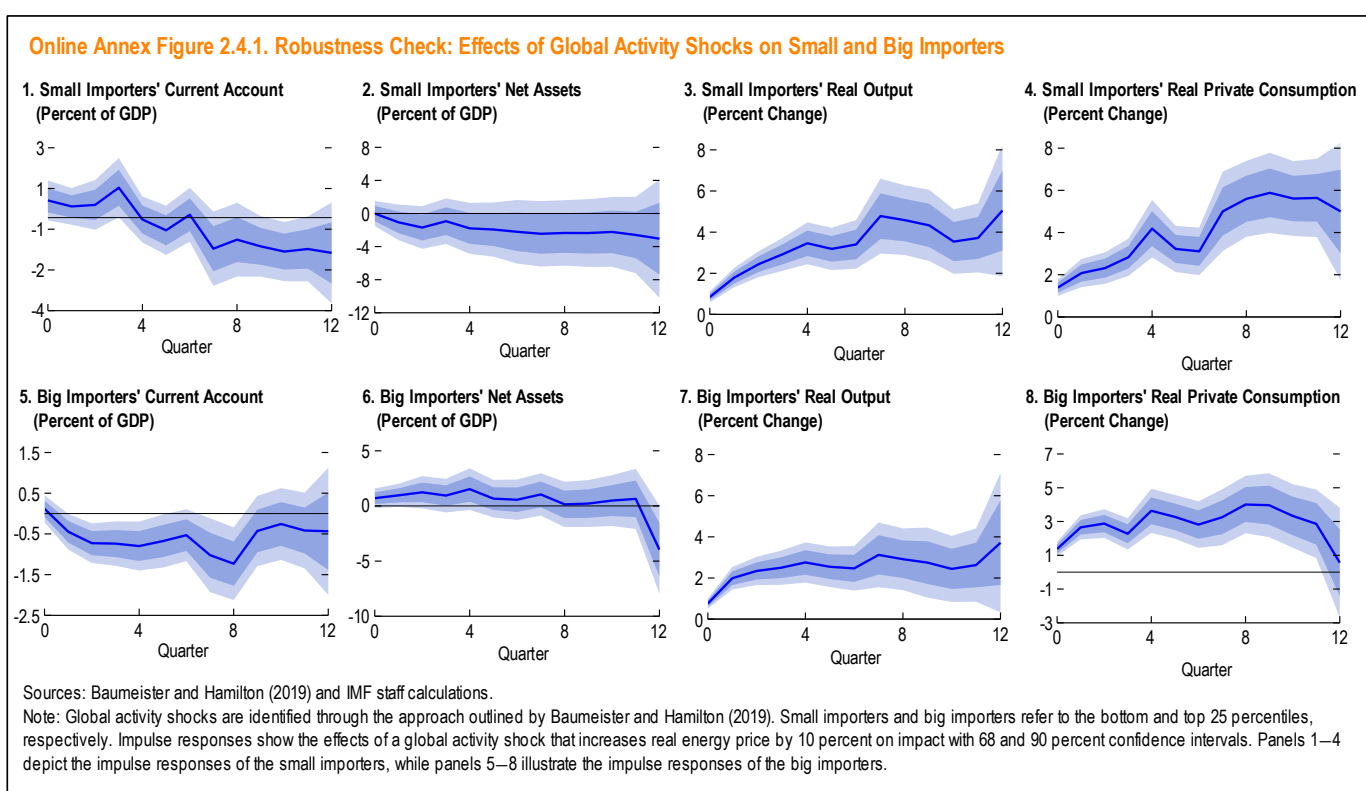 Online Annex Figure 2.4.1. Robustness Check: Effects of Global Activity Shocks on Small and Big Importers
1. Small Importers' Current Account
(Percent of GDP)
3
1
-1
-2
-4
0
4
8
12
Quarter
2. Small Importers' Net Assets
(Percent of GDP)
8
4
0
-4
-8
-12
0
4
8
12
Quarter
3. Small Importers' Real Output
(Percent Change)
8
6
4
2
0
0
4
8
12
Quarter
4. Small Importers' Real Private Consumption
(Percent Change)
8
6
4
2
0
0
4
8
12
Quarter
5. Big Importers' Current Account
(Percent of GDP)
1.5
0.5
-0.5
-1.5
-2.5
0
4
8
12
Quarter
6. Big Importers' Net Assets
(Percent of GDP)
5
0
-5
-10
0
4
8
12
Quarter
7. Big Importers' Real Output
(Percent Change)
8
6
4
2
0
0
4
8
12
Quarter
8. Big Importers' Real Private Consumption
(Percent Change)
7
5
3
1
-1
-3
0
4
8
12
Quarter
Sources: Baumeister and Hamilton (2019) and IMF staff calculations.
Note: Global activity shocks are identified through the approach outlined by Baumeister and Hamilton (2019). Small importers and big importers refer to the bottom and top 25 percentiles,
respectively. Impulse responses show the effects of a global activity shock that increases real energy price by 10 percent on impact with 68 and 90 percent confidence intervals. Panels 1–4
depict the impulse responses of the small importers, while panels 5–8 illustrate the impulse responses of the big importers.